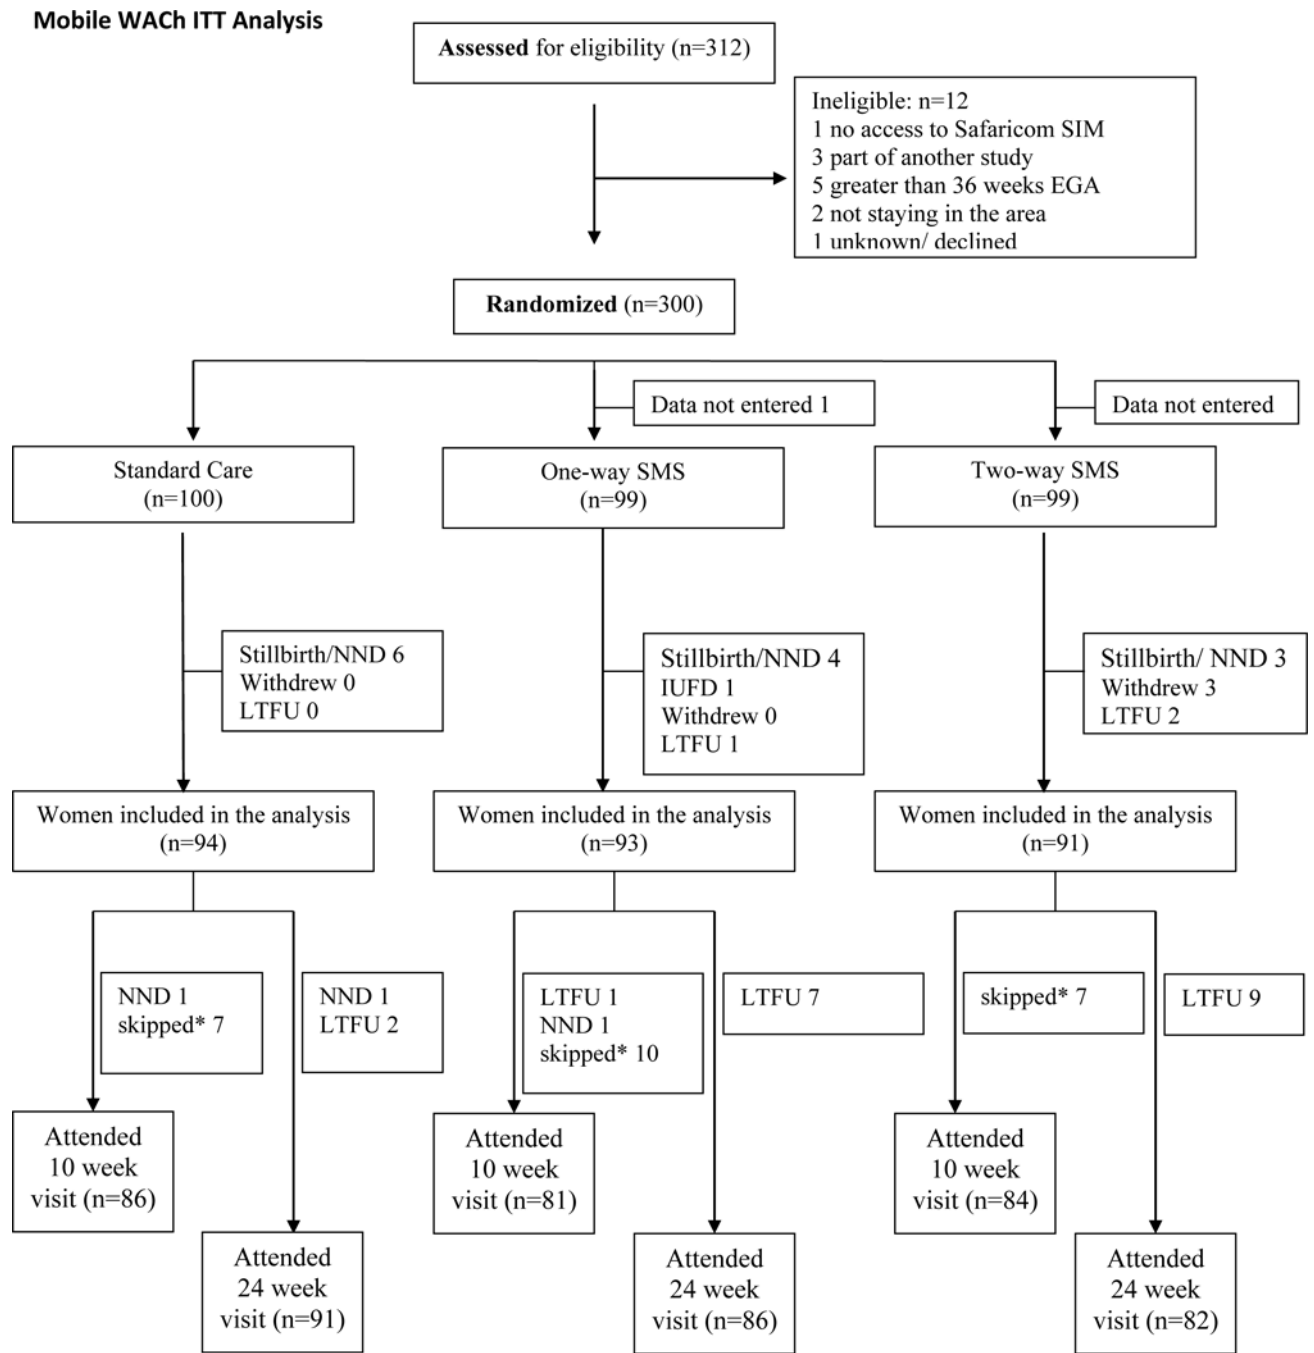 Mobile WACh ITT Analysis
Assessed for eligibility (n=312)
Ineligible: n=12
1 no access to Safaricom SIM
3 part of another study
5 greater than 36 weeks EGA
2 not staying in the area
1 unknown/ declined
Randomized (n=300)
Data not entered 1
Data not entered
Standard Care
(n=100)
One-way SMS
(n=99)
Two-way SMS
(n=99)
Stillbirth/NND 6
Withdrew 0
LTFU 0
Stillbirth/NND 4
IUFD 1
Withdrew 0
LTFU 1
Stillbirth/ NND 3
Withdrew 3
LTFU 2
Women included in the analysis
(n=94)
Women included in the analysis
(n=93)
Women included in the analysis
(n=91)
NND 1
skipped* 7
NND 1
LTFU 2
LTFU 1
NND 1
skipped* 10
LTFU 7
skipped* 7
LTFU 9
Attended
10 week
visit (n=86)
Attended
24 week
visit (n=91)
Attended
10 week
visit (n=81)
Attended
24 week
visit (n=86)
Attended
10 week
visit (n=84)
Attended
24 week
visit (n=82)